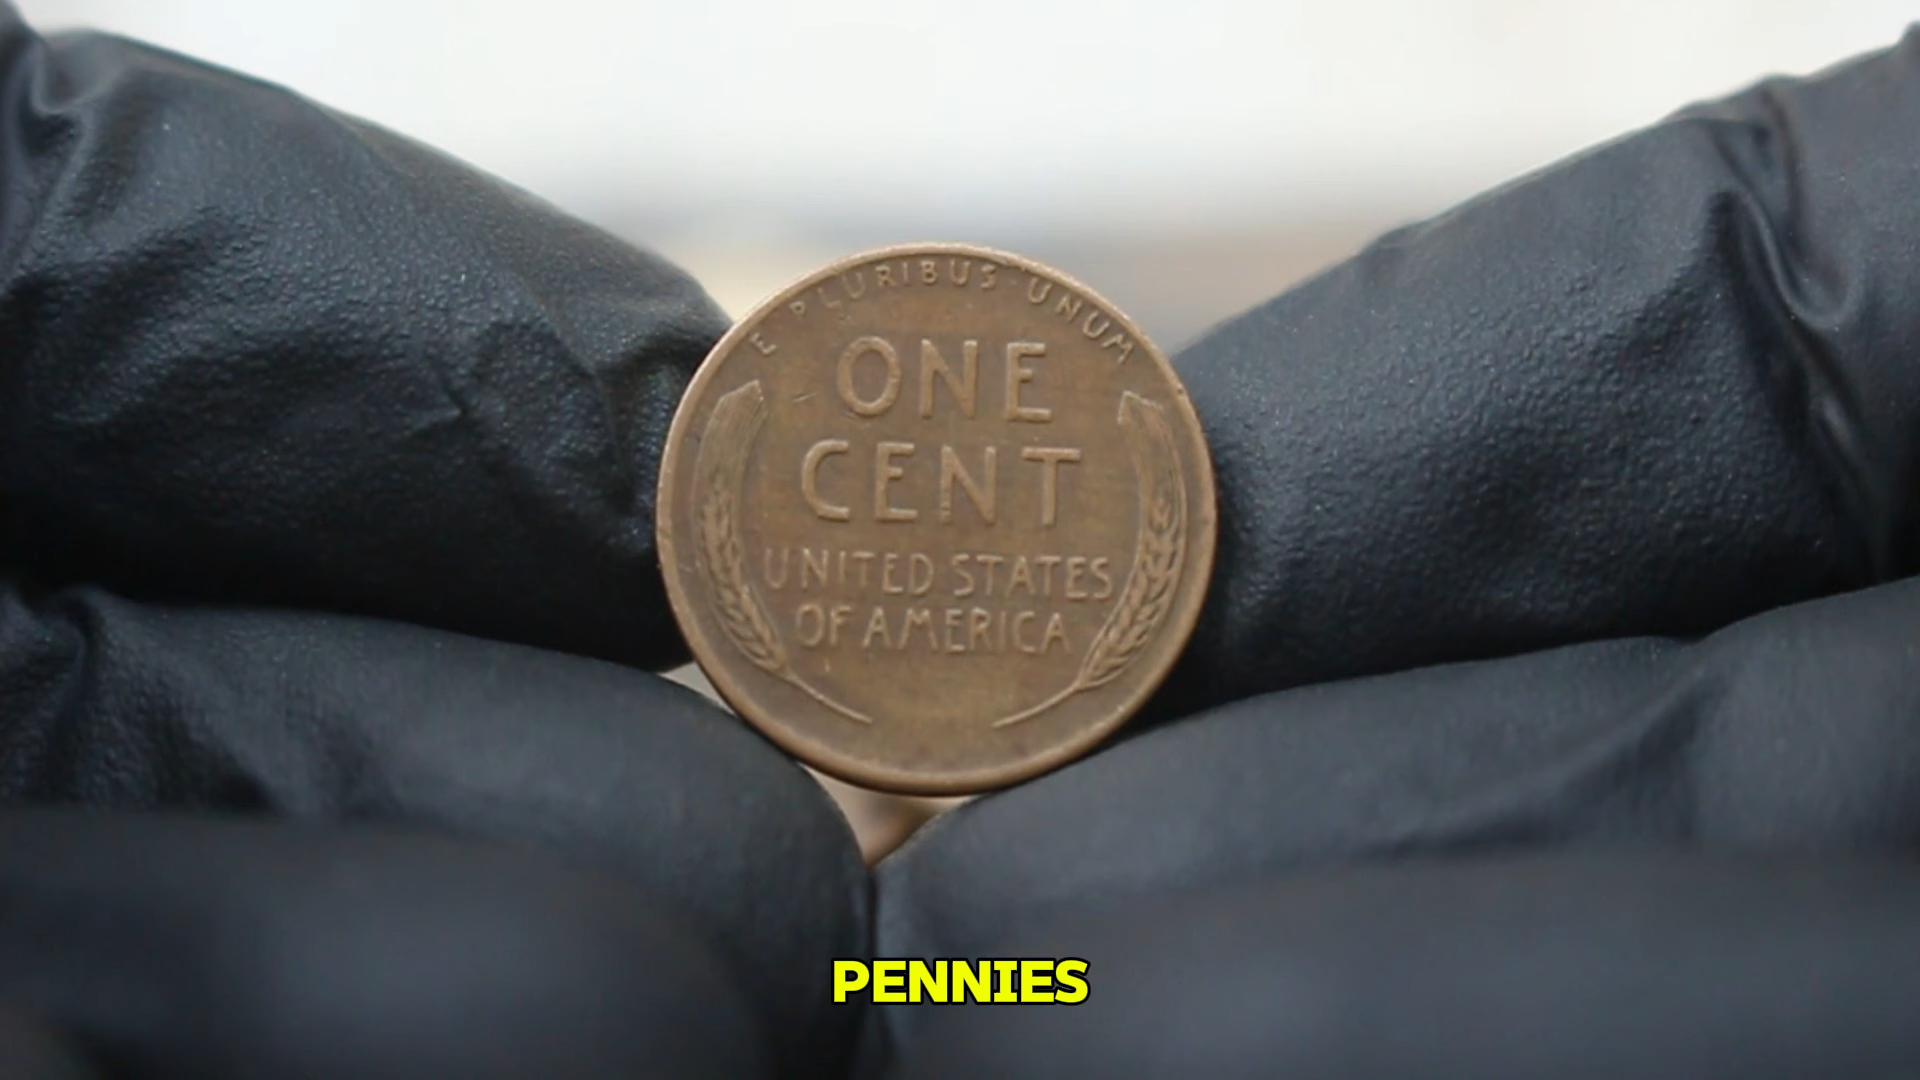 E PLURIBUS UNUM
ONE
CENT
UNITED STATES
OF AMERICA
PENNIES